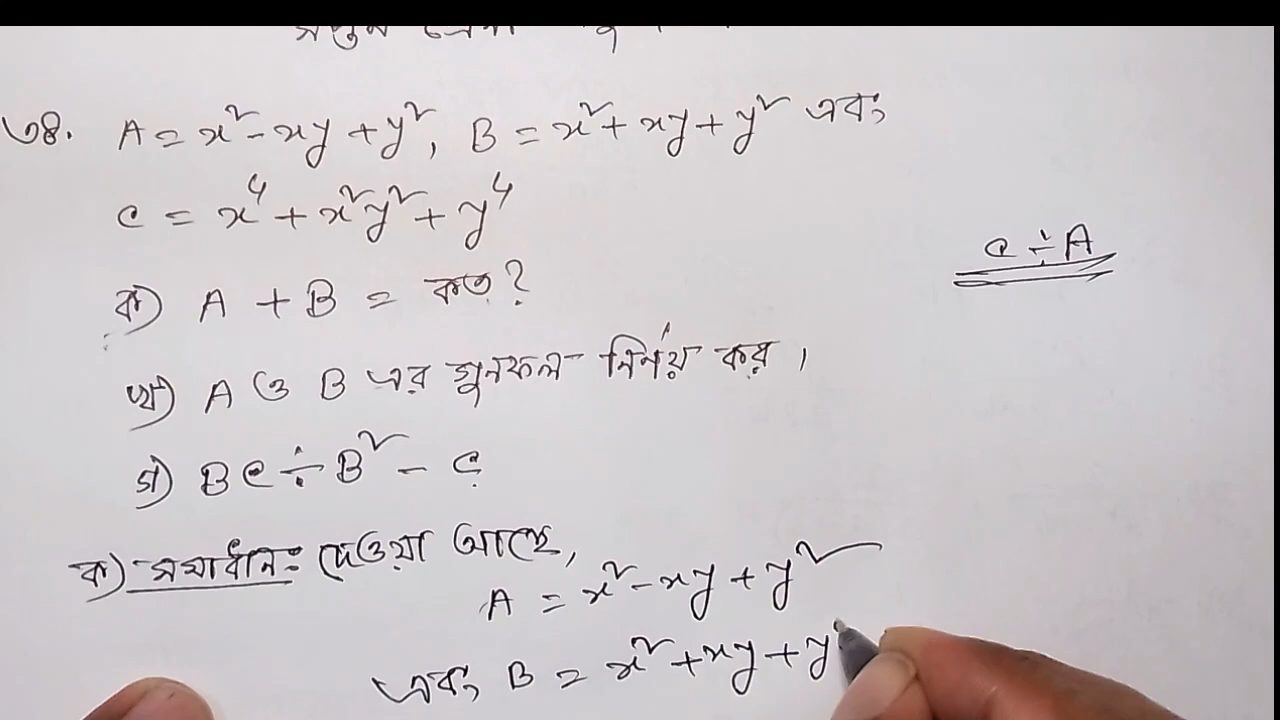 ৩৪. A = x² - xy + y², B = x² + xy + y² এবং
C = x⁴ + x²y² + y⁴
C ÷ A
ক) A + B = কত?
খ) A ও B এর গুনফল নির্ণয় কর।
গ) BC ÷ B² - C
ক) সমাধান: দেওয়া আছে,
A = x² - xy + y²
এবং B = x² + xy + y